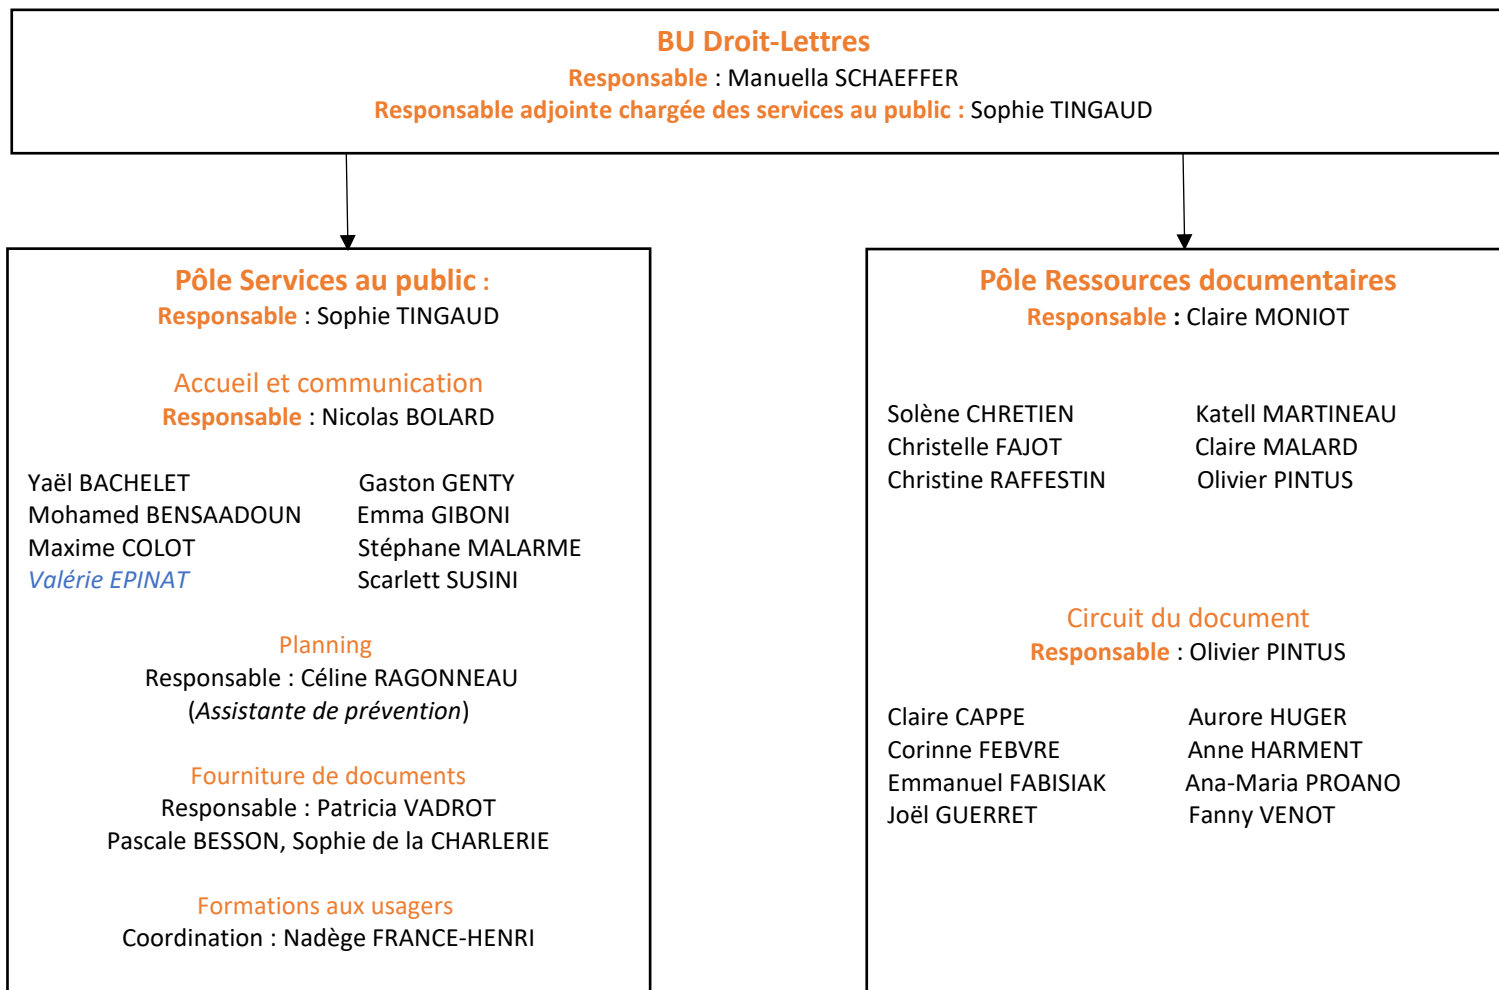 BU Droit-Lettres
Responsable : Manuella SCHAEFFER
Responsable adjointe chargée des services au public : Sophie TINGAUD
Pôle Services au public :
Responsable : Sophie TINGAUD
Accueil et communication
Responsable : Nicolas BOLARD
Yaël BACHELET Gaston GENTY
Mohamed BENSAADOUN Emma GIBONI
Maxime COLOT Stéphane MALARME
Valérie EPINAT Scarlett SUSINI
Planning
Responsable : Céline RAGONNEAU
(Assistante de prévention)
Fourniture de documents
Responsable : Patricia VADROT
Pascale BESSON, Sophie de la CHARLERIE
Formations aux usagers
Coordination : Nadège FRANCE-HENRI
Pôle Ressources documentaires
Responsable : Claire MONIOT
Solène CHRETIEN Katell MARTINEAU
Christelle FAJOT Claire MALARD
Christine RAFFESTIN Olivier PINTUS
Circuit du document
Responsable : Olivier PINTUS
Claire CAPPE Aurore HUGER
Corinne FEBVRE Anne HARMENT
Emmanuel FABISIAK Ana-Maria PROANO
Joël GUERRET Fanny VENOT